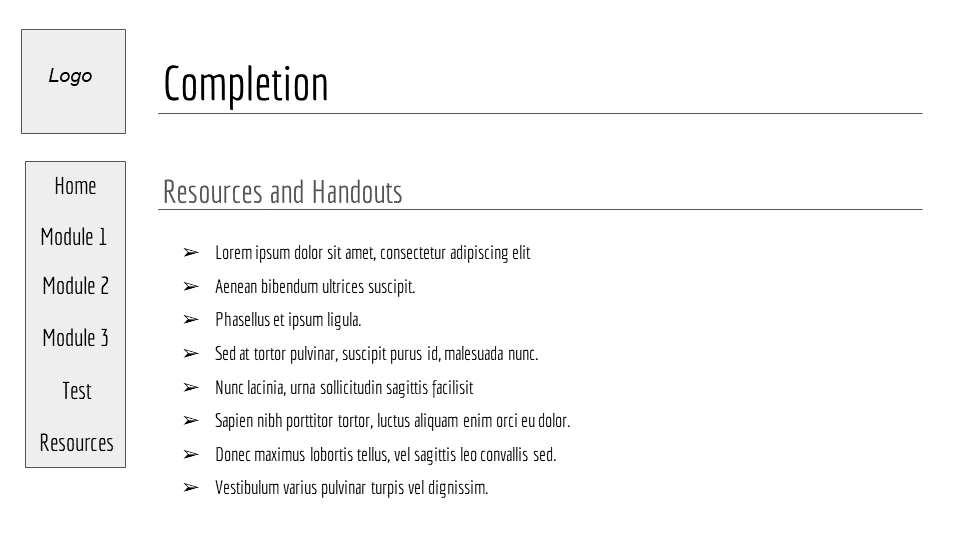 Logo
Completion
Home
Module 1
Module 2
Module 3
Test
Resources
Resources and Handouts
➢ Lorem ipsum dolor sit amet, consectetur adipiscing elit
➢ Aenean bibendum ultrices suscipit.
➢ Phasellus et ipsum ligula.
➢ Sed at tortor pulvinar, suscipit purus id, malesuada nunc.
➢ Nunc lacinia, urna sollicitudin sagittis facilisit
➢ Sapien nibh porttitor tortor, luctus aliquam enim orci eu dolor.
➢ Donec maximus lobortis tellus, vel sagittis leo convallis sed.
➢ Vestibulum varius pulvinar turpis vel dignissim.